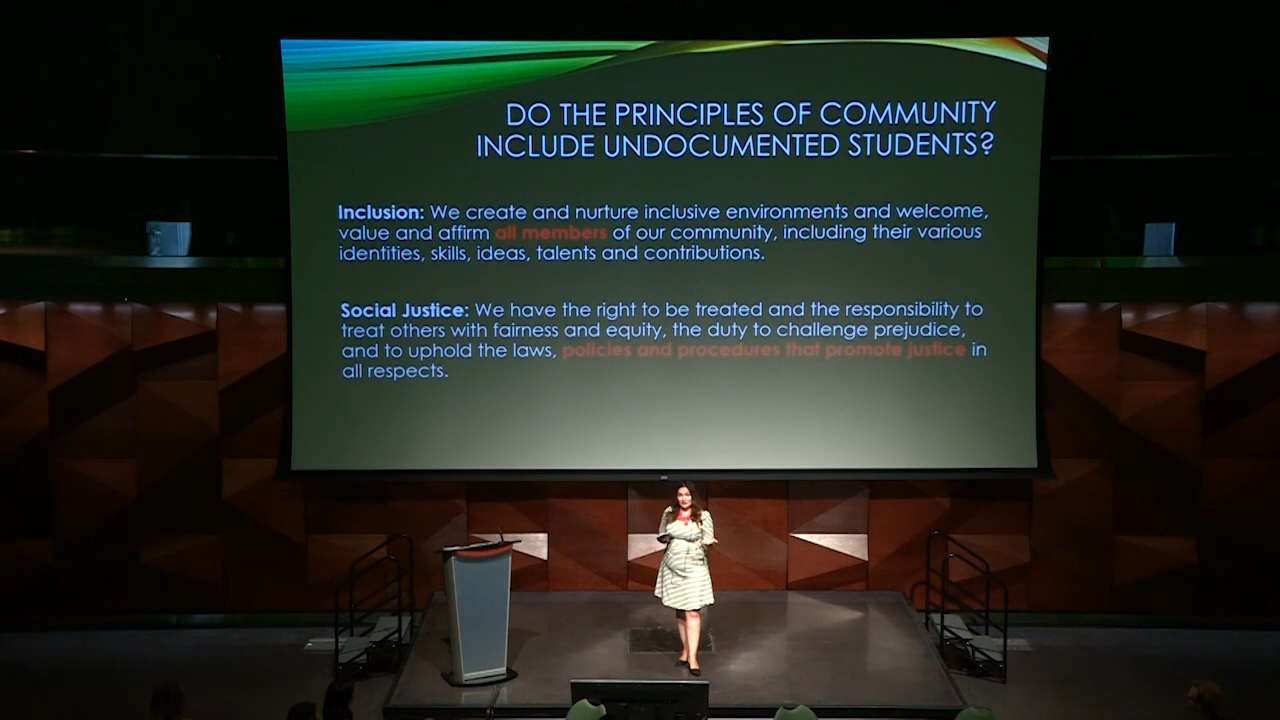 DO THE PRINCIPLES OF COMMUNITY
INCLUDE UNDOCUMENTED STUDENTS?
Inclusion: We create and nurture inclusive environments and welcome,
value and affirm all members of our community, including their various
identities, skills, ideas, talents and contributions.
Social Justice: We have the right to be treated and the responsibility to
treat others with fairness and equity, the duty to challenge prejudice,
and to uphold the laws, policies and procedures that promote justice in
all respects.